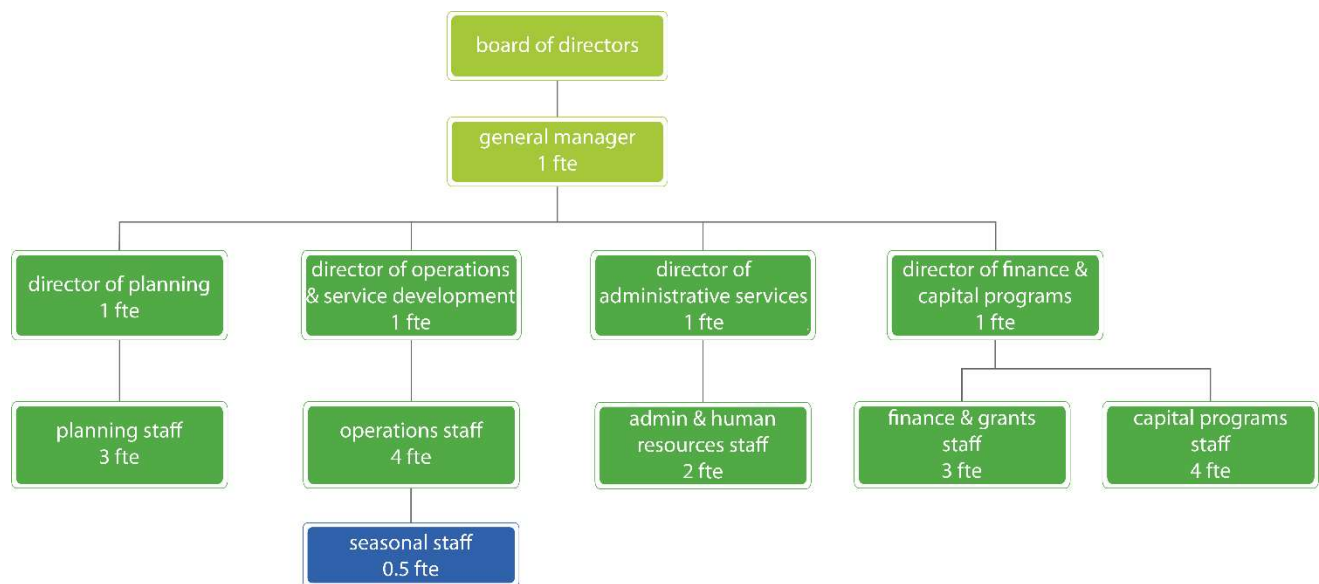 board of directors
general manager
1 fte
director of planning
1 fte
director of operations
& service development
1 fte
director of
administrative services
1 fte
director of finance &
capital programs
1 fte
planning staff
3 fte
operations staff
4 fte
admin & human
resources staff
2 fte
finance & grants
staff
3 fte
capital programs
staff
4 fte
seasonal staff
0.5 fte